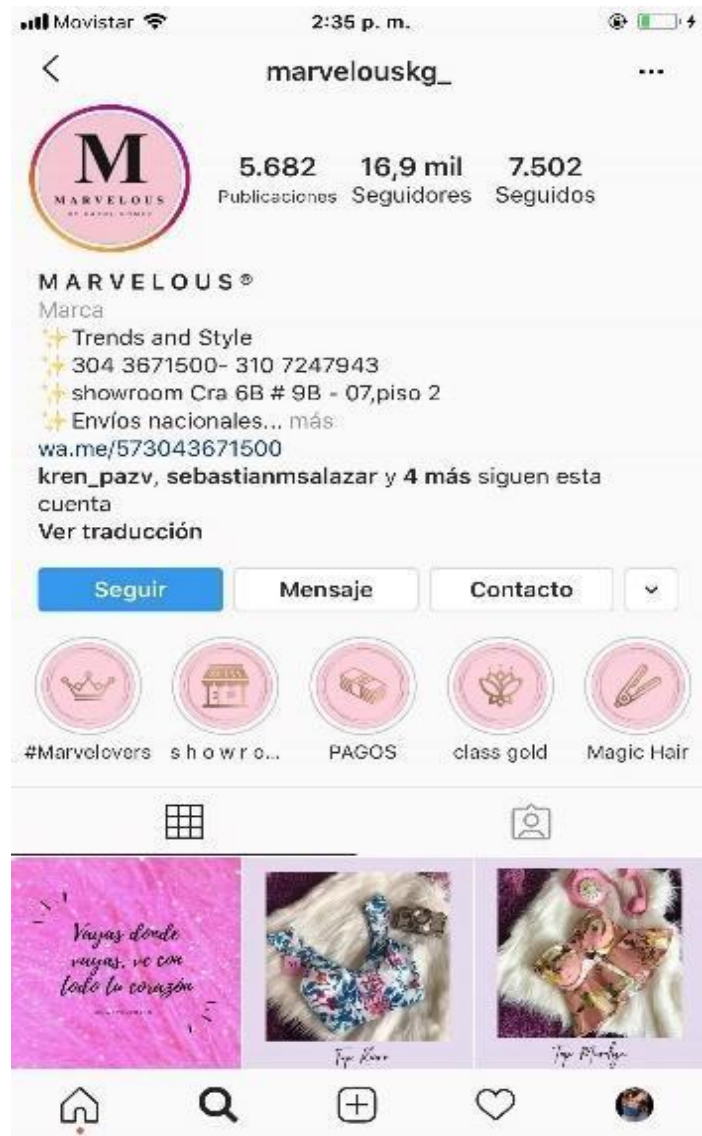 Movistar 2:35 p. m.
marvelouskg_
M
MARVELOUS
5.682 16,9 mil 7.502
Publicaciones Seguidores Seguidos
MARVELOUS®
Marca
✨Trends and Style
✨304 3671500- 310 7247943
✨showroom Cra 6B # 9B - 07,piso 2
✨Envíos nacionales... más
wa.me/573043671500
kren_pazv, sebastianmsalazar y 4 más siguen esta
cuenta
Ver traducción
Seguir Mensaje Contacto
#Marvelovers showro... PAGOS class gold Magic Hair
Vayas donde
vayas, ve con
todo tu corazón
Top Top